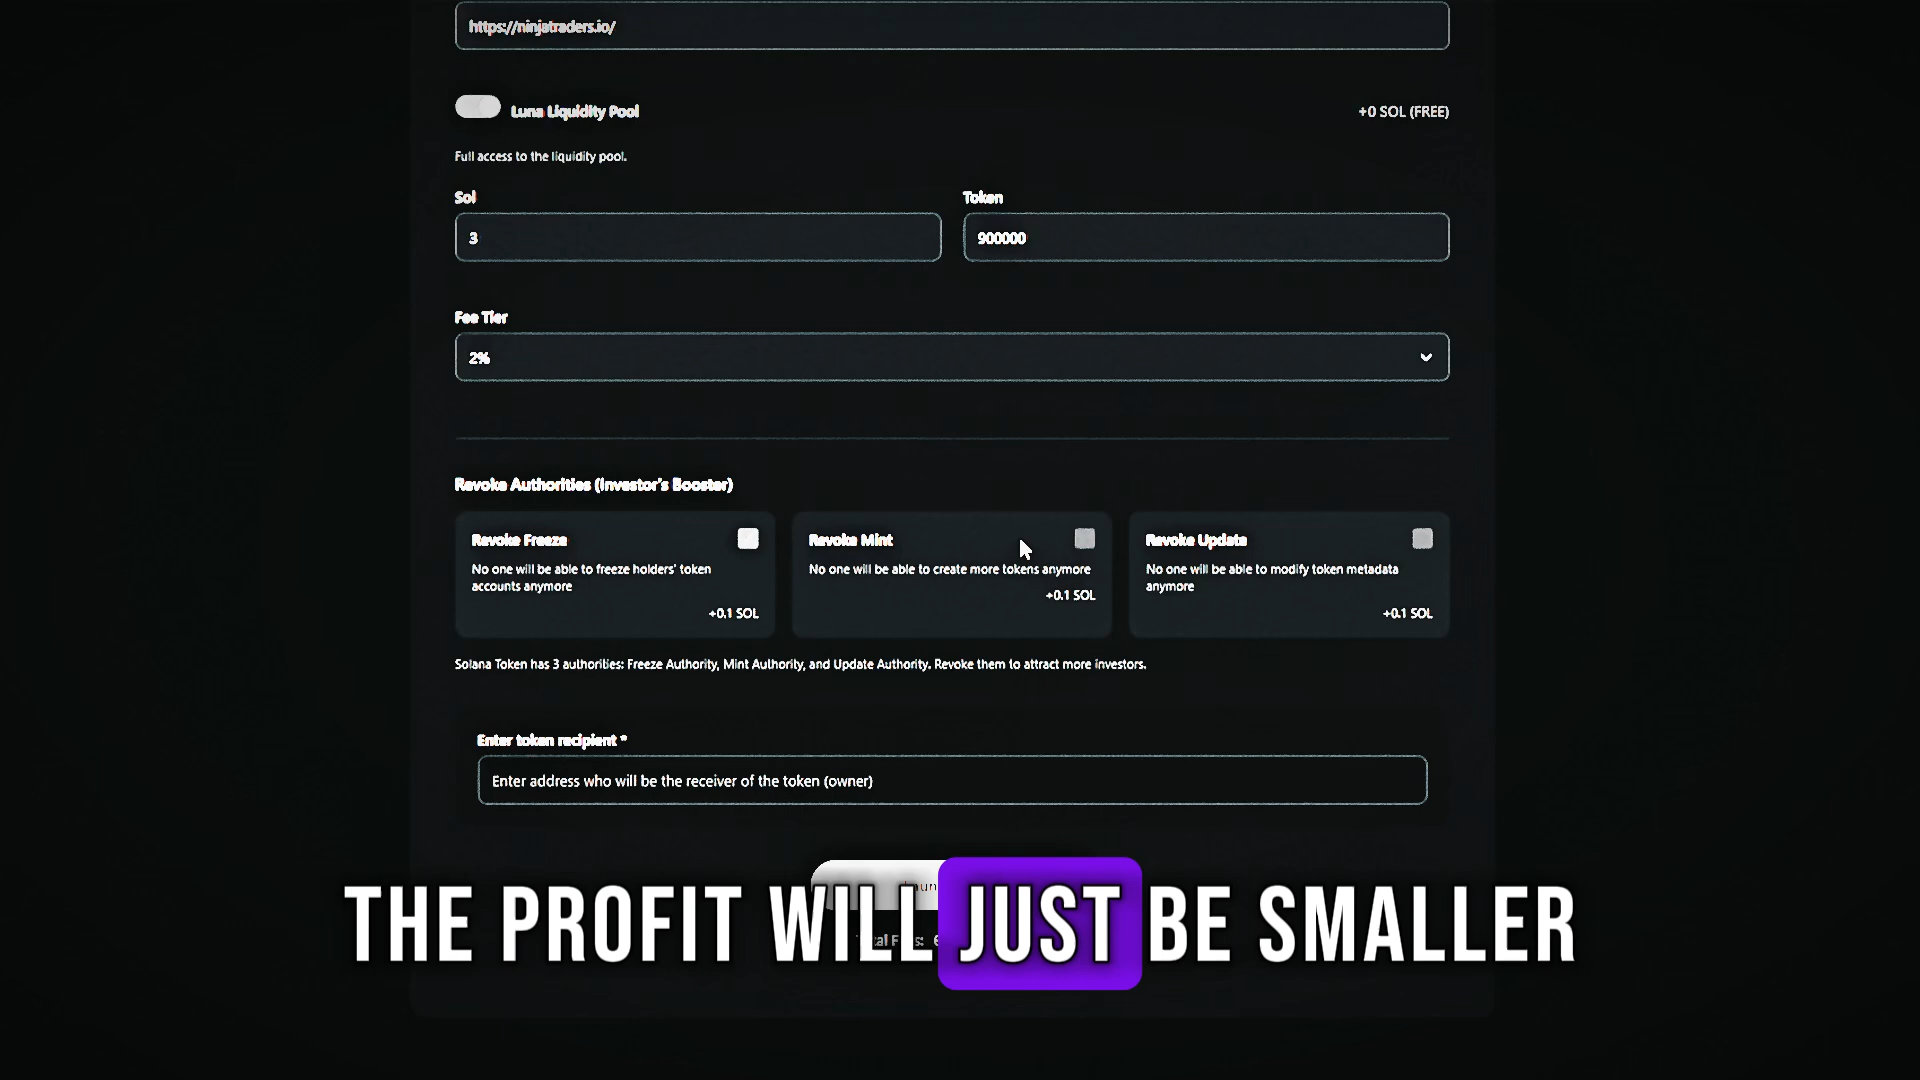 https://ninjatraders.io/
Luna Liquidity Pool
+0 SOL (FREE)
Full access to the liquidity pool.
Sol
Token
3
900000
Fee Tier
2%
Revoke Authorities (Investor's Booster)
Revoke Freeze
No one will be able to freeze holders' token
accounts anymore
+0.1 SOL
Revoke Mint
No one will be able to create more tokens anymore
+0.1 SOL
Revoke Update
No one will be able to modify token metadata
anymore
+0.1 SOL
Solana Token has 3 authorities: Freeze Authority, Mint Authority, and Update Authority. Revoke them to attract more investors.
Enter token recipient *
Enter address who will be the receiver of the token (owner)
THE PROFIT WILL JUST BE SMALLER